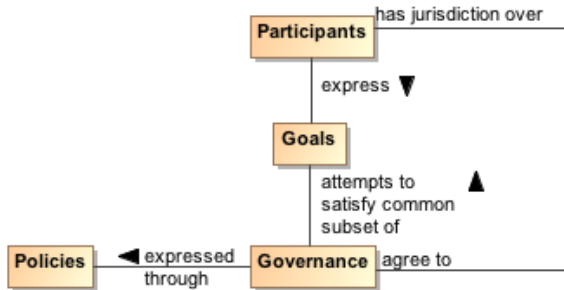 has jurisdiction over
Participants
express
Goals
attempts to
satisfy common
subset of
Policies
expressed
through
Governance
agree to